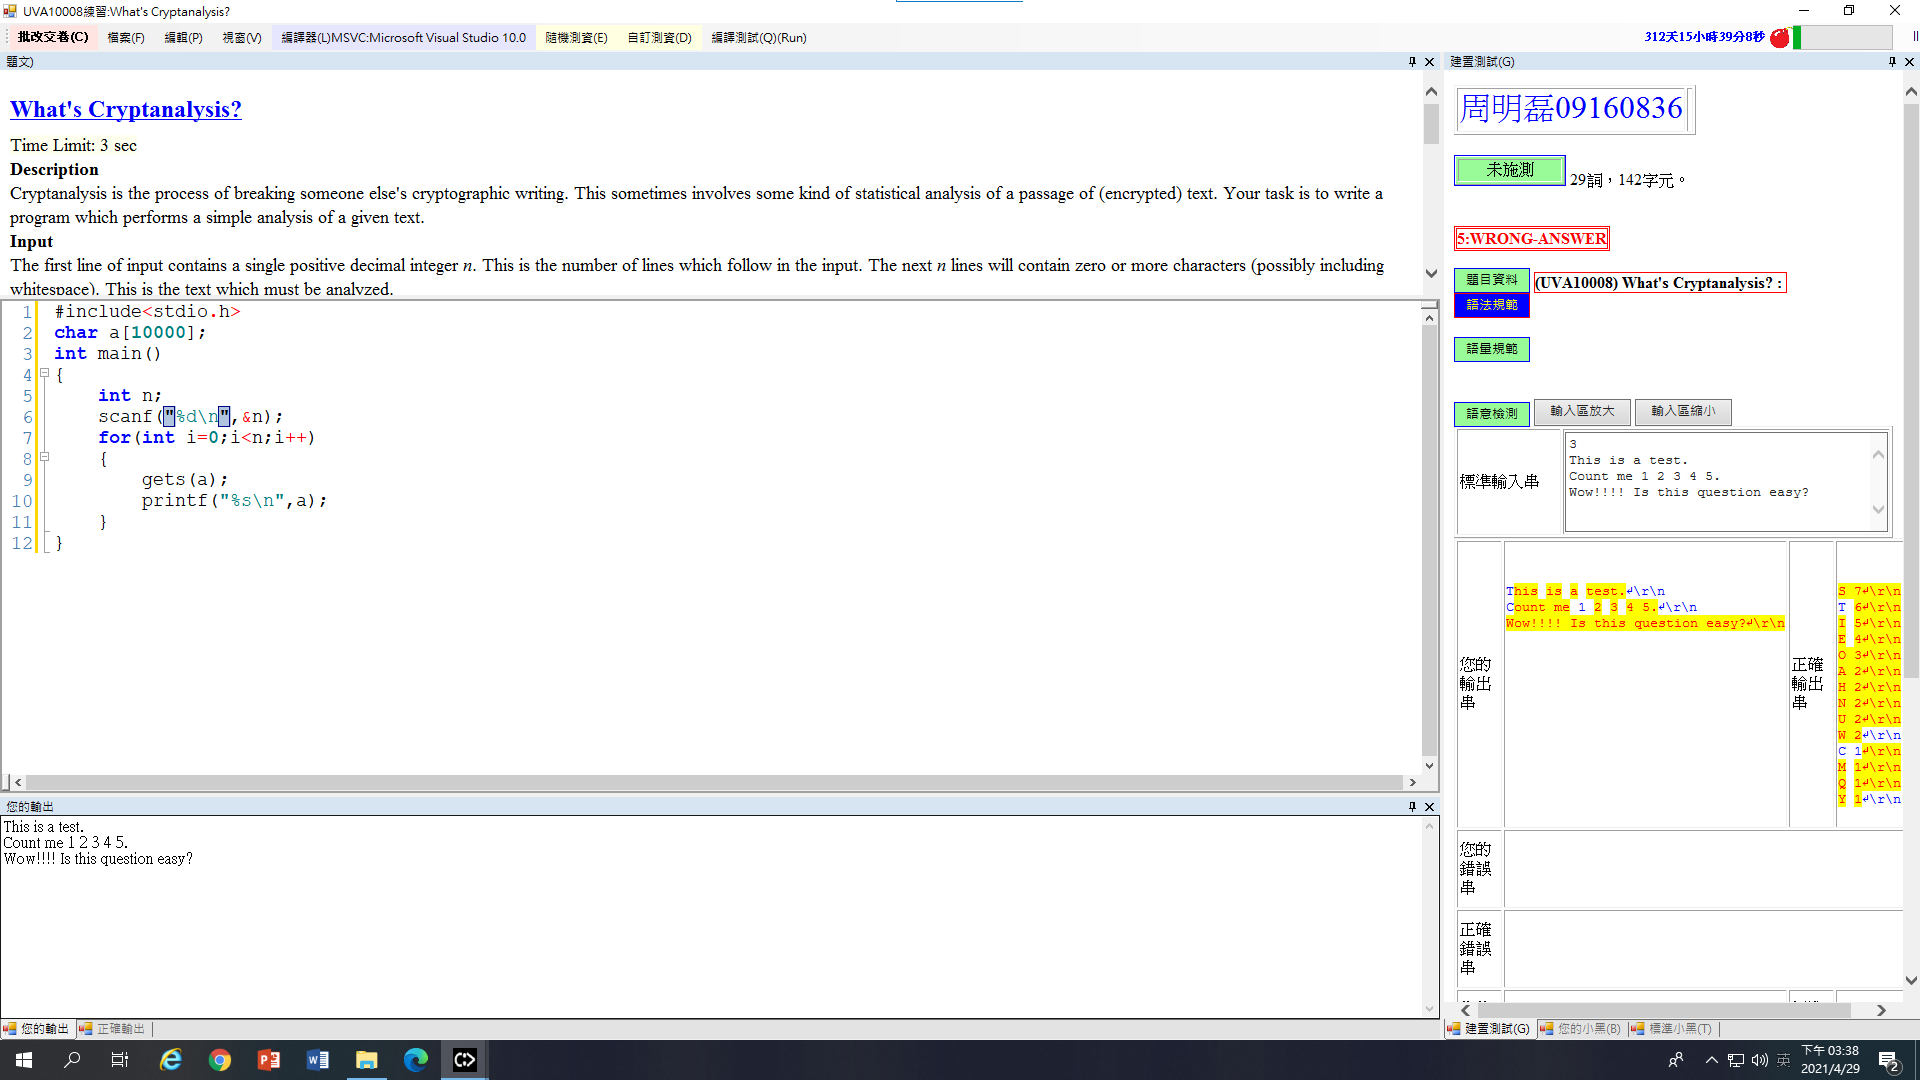 UVA10008練習:What's Cryptanalysis?
批改交卷(C) 檔案(F) 編輯(P) 視窗(V) 編譯器(L)MSVC:Microsoft Visual Studio 10.0 隨機測資(E) 自訂測資(D) 編譯測試(Q)(Run)
312天15小時39分8秒
題文)
What's Cryptanalysis?
Time Limit: 3 sec
Description
Cryptanalysis is the process of breaking someone else's cryptographic writing. This sometimes involves some kind of statistical analysis of a passage of (encrypted) text. Your task is to write a
program which performs a simple analysis of a given text.
Input
The first line of input contains a single positive decimal integer n. This is the number of lines which follow in the input. The next n lines will contain zero or more characters (possibly including
whitespace). This is the text which must be analyzed.
1 #include<stdio.h>
2 char a[10000];
3 int main()
4 {
5 int n;
6 scanf("%d\n",&n);
7 for(int i=0;i<n;i++)
8 {
9 gets(a);
10 printf("%s\n",a);
11 }
12 }
您的輸出
This is a test.
Count me 1 2 3 4 5.
Wow!!!! Is this question easy?
您的輸出 正確輸出
建置測試(G)
周明磊09160836
未施測 29詞，142字元。
5:WRONG-ANSWER
題目資料 (UVA10008) What's Cryptanalysis? :
語法規範
語量規範
語意檢測 輸入區放大 輸入區縮小
標準輸入串
3
This is a test.
Count me 1 2 3 4 5.
Wow!!!! Is this question easy?
您的輸出串
This is a test.↵\r\n
Count me 1 2 3 4 5.↵\r\n
Wow!!!! Is this question easy?↵\r\n
正確輸出串
S 7↵\r\n
T 6↵\r\n
I 5↵\r\n
E 4↵\r\n
O 3↵\r\n
A 2↵\r\n
H 2↵\r\n
N 2↵\r\n
U 2↵\r\n
W 2↵\r\n
C 1↵\r\n
M 1↵\r\n
Q 1↵\r\n
Y 1↵\r\n
您的錯誤串
正確錯誤串
建置測試(G) 您的小黑(B) 標準小黑(T)
英
下午 03:38
2021/4/29
2